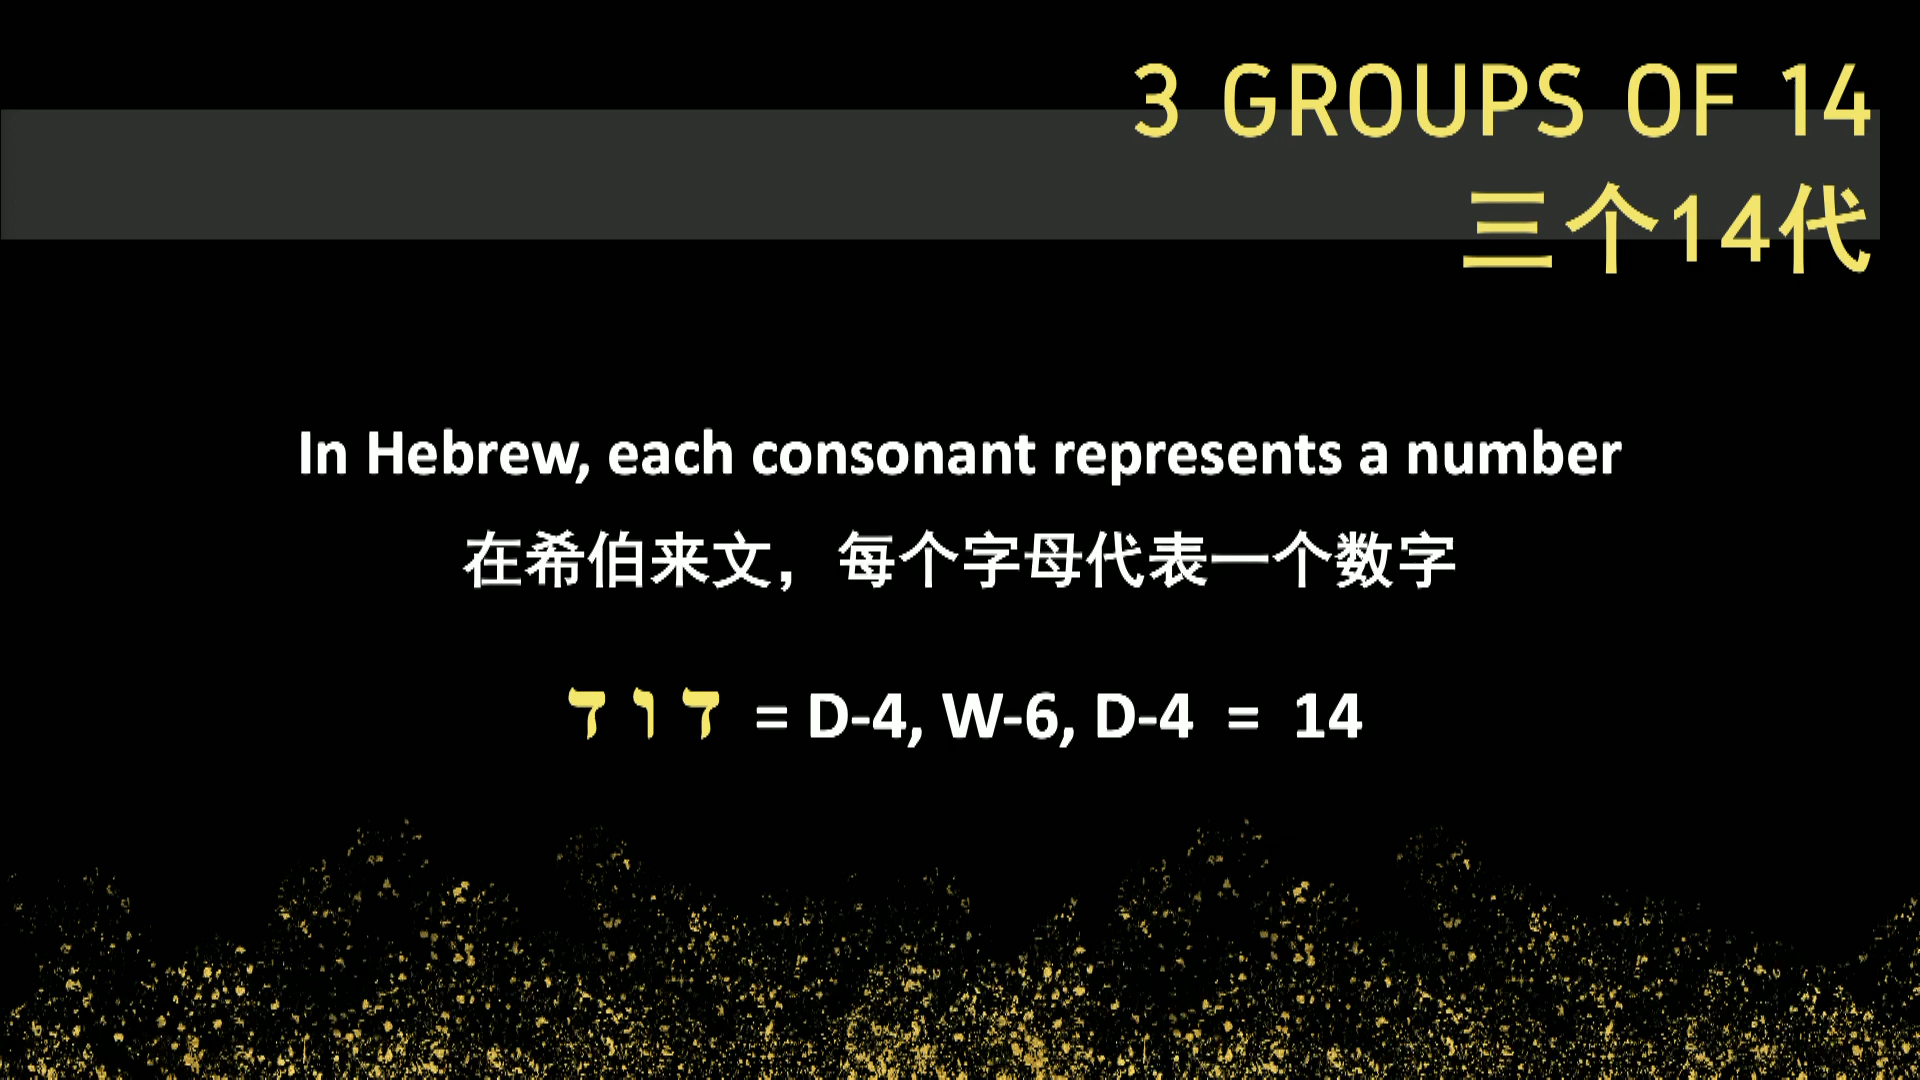 3 GROUPS OF 14
三个14代
In Hebrew, each consonant represents a number
在希伯来文，每个字母代表一个数字
ד ו ד = D-4, W-6, D-4 = 14